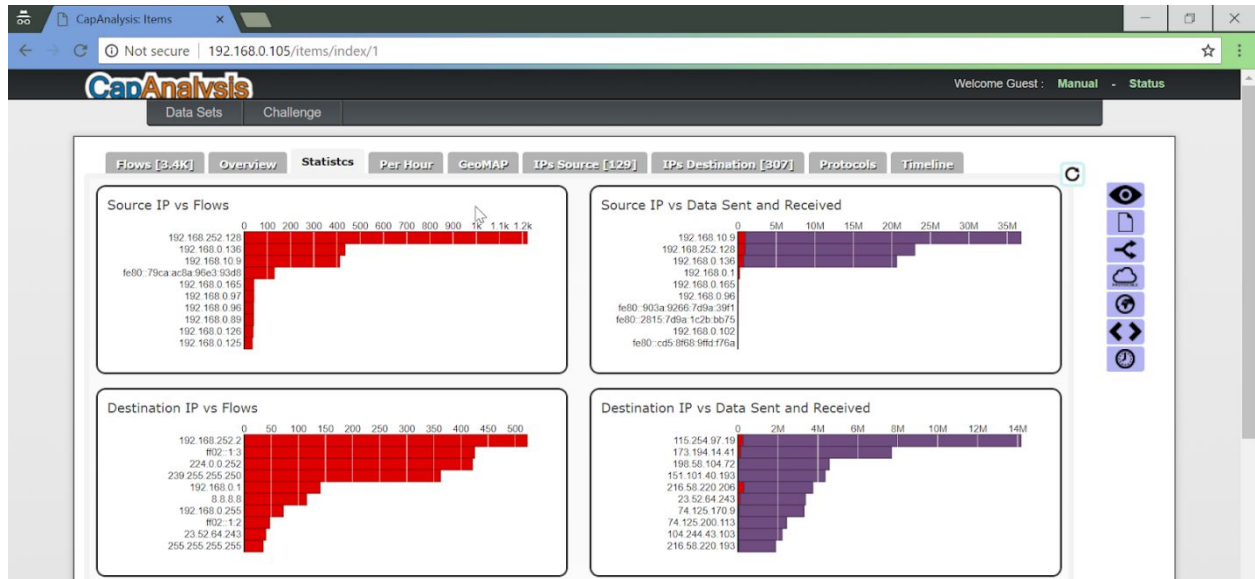 CapAnalysis: Items
Not secure | 192.168.0.105/items/index/1
CapAnalysis
Welcome Guest : Manual - Status
Data Sets Challenge
Flows [3.4K] Overview Statistcs Per Hour GeoMAP IPs Source [129] IPs Destination [307] Protocols Timeline
Source IP vs Flows
0 100 200 300 400 500 600 700 800 900 1k 1.1k 1.2k
192.168.252.128
192.168.0.136
192.168.10.9
fe80::79ca:ac8a:96e3:93d8
192.168.0.165
192.168.0.97
192.168.0.96
192.168.0.89
192.168.0.126
192.168.0.125
Source IP vs Data Sent and Received
0 5M 10M 15M 20M 25M 30M 35M
192.168.10.9
192.168.252.128
192.168.0.136
192.168.0.1
192.168.0.165
192.168.0.96
fe80::903a:9266:7d9a:39f1
fe80::2815:7d9a:1c2b:bb75
192.168.0.102
fe80::cd5:8f68:9ffd:f76a
Destination IP vs Flows
0 50 100 150 200 250 300 350 400 450 500
192.168.252.2
ff02::1:3
224.0.0.252
239.255.255.250
192.168.0.1
8.8.8.8
192.168.0.255
ff02::1:2
23.52.64.243
255.255.255.255
Destination IP vs Data Sent and Received
0 2M 4M 6M 8M 10M 12M 14M
115.254.97.19
173.194.14.41
198.58.104.72
151.101.40.193
216.58.220.206
23.52.64.243
74.125.170.9
74.125.200.113
104.244.43.103
216.58.220.193